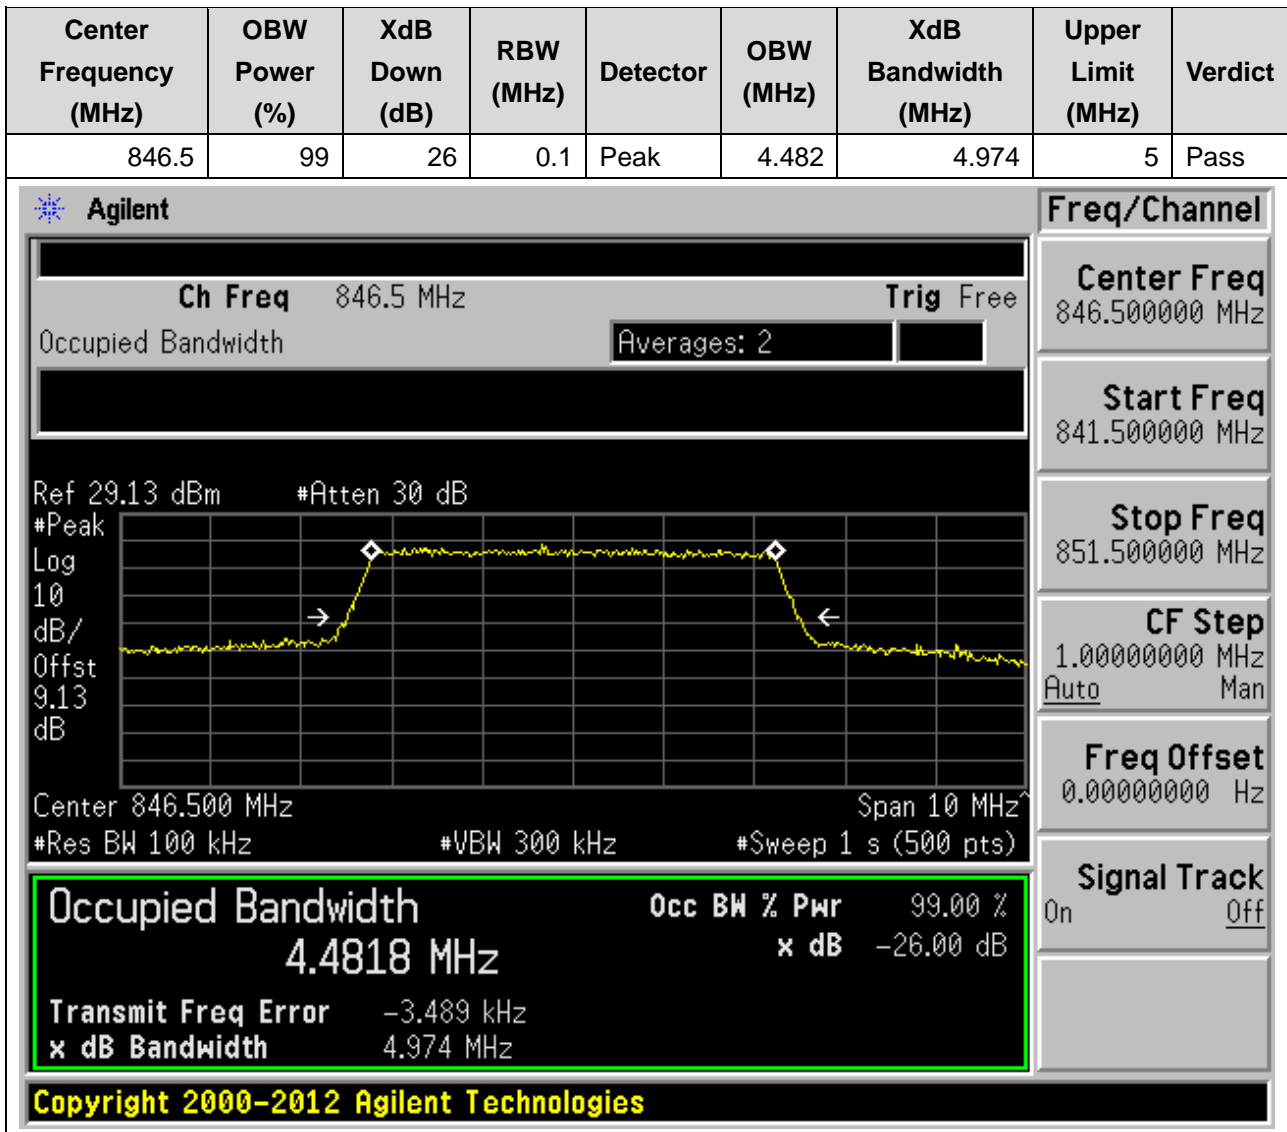 Center Frequency (MHz) OBW Power (%) XdB Down (dB) RBW (MHz) Detector OBW (MHz) XdB Bandwidth (MHz) Upper Limit (MHz) Verdict
846.5 99 26 0.1 Peak 4.482 4.974 5 Pass
Agilent
Ch Freq 846.5 MHz Trig Free
Occupied Bandwidth Averages: 2
Ref 29.13 dBm #Atten 30 dB
#Peak
Log
10
dB/
Offst
9.13
dB
Center 846.500 MHz Span 10 MHz^
#Res BW 100 kHz #VBW 300 kHz #Sweep 1 s (500 pts)
Occupied Bandwidth Occ BW % Pwr 99.00 %
4.4818 MHz x dB -26.00 dB
Transmit Freq Error -3.489 kHz
x dB Bandwidth 4.974 MHz
Copyright 2000-2012 Agilent Technologies
Freq/Channel
Center Freq
846.500000 MHz
Start Freq
841.500000 MHz
Stop Freq
851.500000 MHz
CF Step
1.00000000 MHz
Auto Man
Freq Offset
0.00000000 Hz
Signal Track
On Off